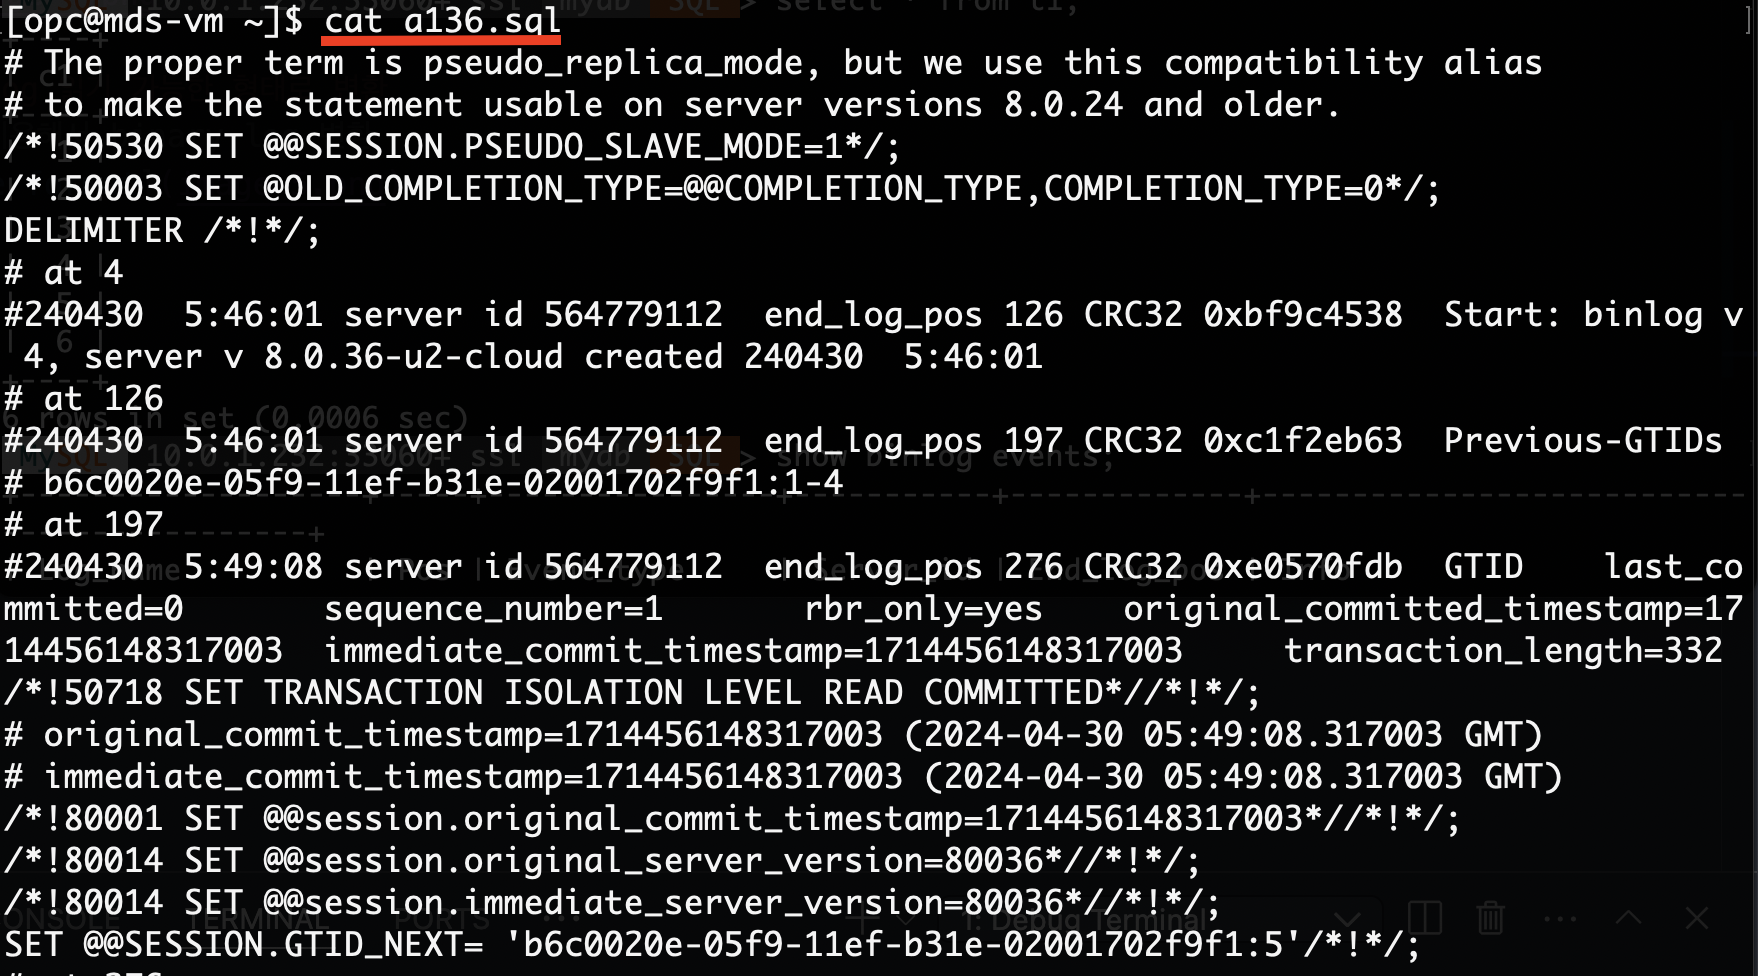 [opc@mds-vm ~]$ cat a136.sql
# The proper term is pseudo_replica_mode, but we use this compatibility alias
# to make the statement usable on server versions 8.0.24 and older.
/*!50530 SET @@SESSION.PSEUDO_SLAVE_MODE=1*/;
/*!50003 SET @OLD_COMPLETION_TYPE=@@COMPLETION_TYPE,COMPLETION_TYPE=0*/;
DELIMITER /*!*/;
# at 4
#240430  5:46:01 server id 564779112  end_log_pos 126 CRC32 0xbf9c4538  Start: binlog v
 4, server v 8.0.36-u2-cloud created 240430  5:46:01
# at 126
#240430  5:46:01 server id 564779112  end_log_pos 197 CRC32 0xc1f2eb63  Previous-GTIDs
# b6c0020e-05f9-11ef-b31e-02001702f9f1:1-4
# at 197
#240430  5:49:08 server id 564779112  end_log_pos 276 CRC32 0xe0570fdb  GTID    last_co
mmitted=0       sequence_number=1       rbr_only=yes    original_committed_timestamp=17
14456148317003  immediate_commit_timestamp=1714456148317003     transaction_length=332
/*!50718 SET TRANSACTION ISOLATION LEVEL READ COMMITTED*//*!*/;
# original_commit_timestamp=1714456148317003 (2024-04-30 05:49:08.317003 GMT)
# immediate_commit_timestamp=1714456148317003 (2024-04-30 05:49:08.317003 GMT)
/*!80001 SET @@session.original_commit_timestamp=1714456148317003*//*!*/;
/*!80014 SET @@session.original_server_version=80036*//*!*/;
/*!80014 SET @@session.immediate_server_version=80036*//*!*/;
SET @@SESSION.GTID_NEXT= 'b6c0020e-05f9-11ef-b31e-02001702f9f1:5'/*!*/;